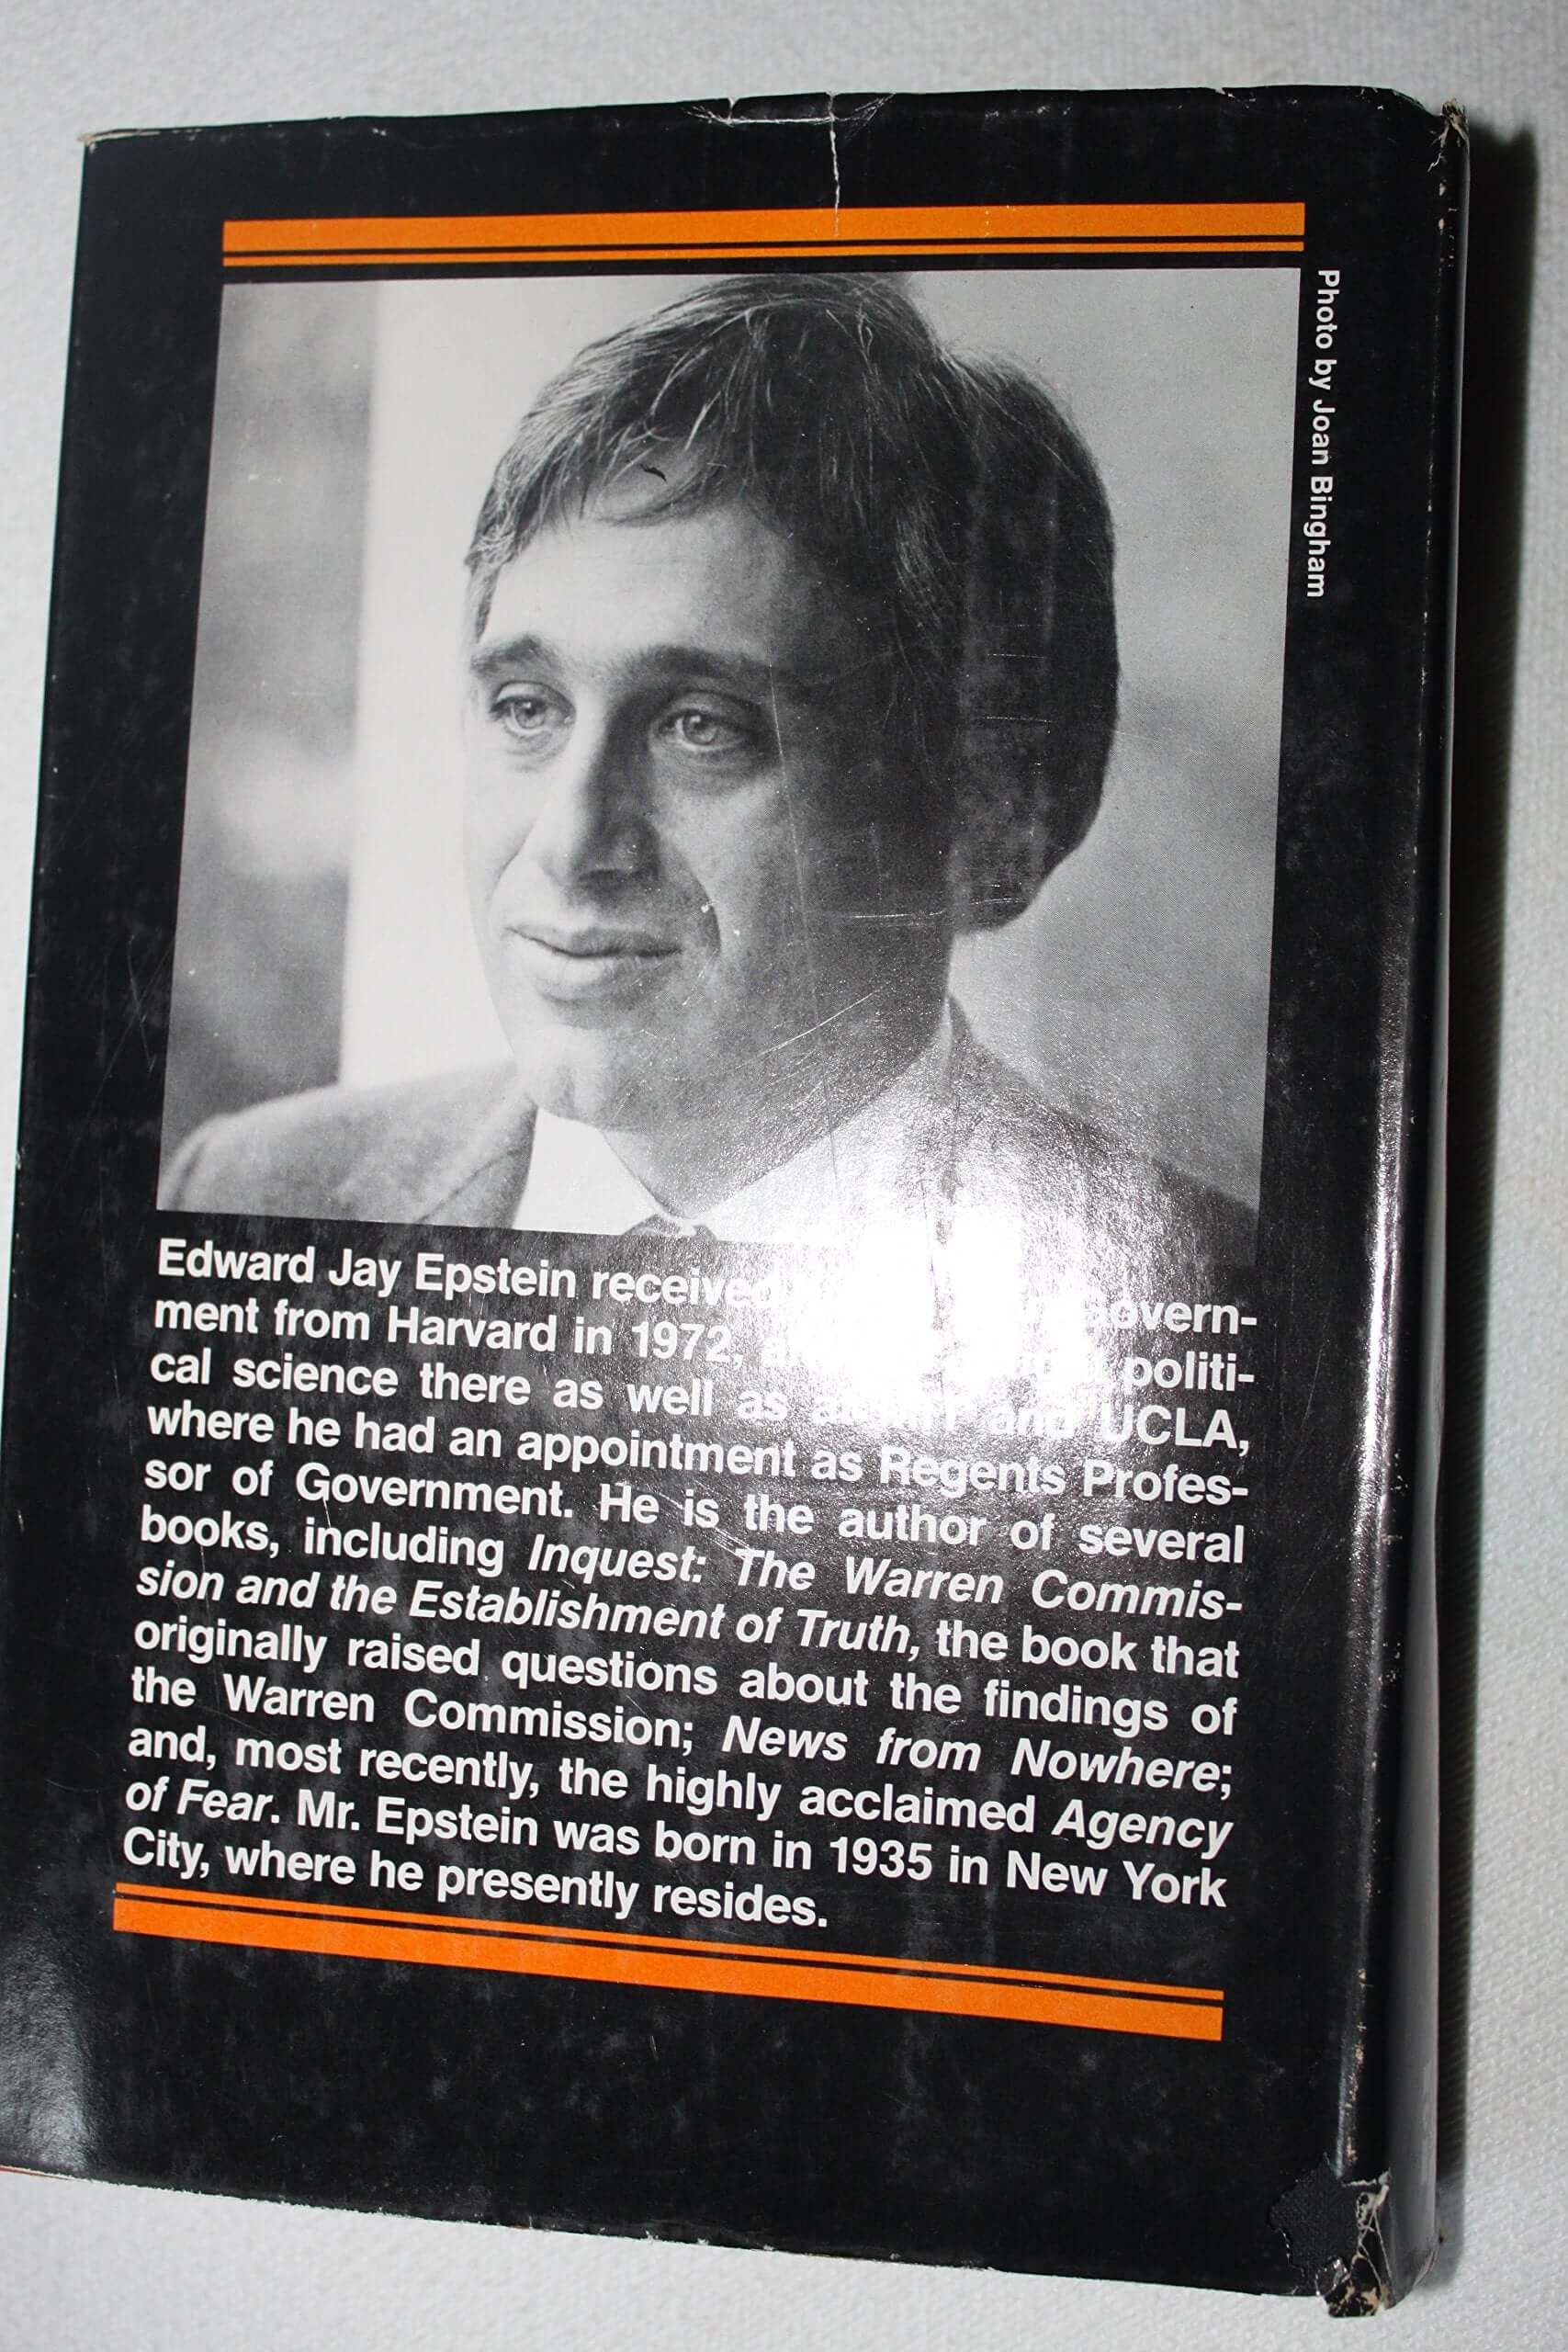 Photo by Joan Bingham
Edward Jay Epstein received Govern-
ment from Harvard in 1972, politi-
cal science there as well as and UCLA,
where he had an appointment as Regents Profes-
sor of Government. He is the author of several
books, including Inquest: The Warren Commis-
sion and the Establishment of Truth, the book that
originally raised questions about the findings of
the Warren Commission; News from Nowhere;
and, most recently, the highly acclaimed Agency
of Fear. Mr. Epstein was born in 1935 in New York
City, where he presently resides.